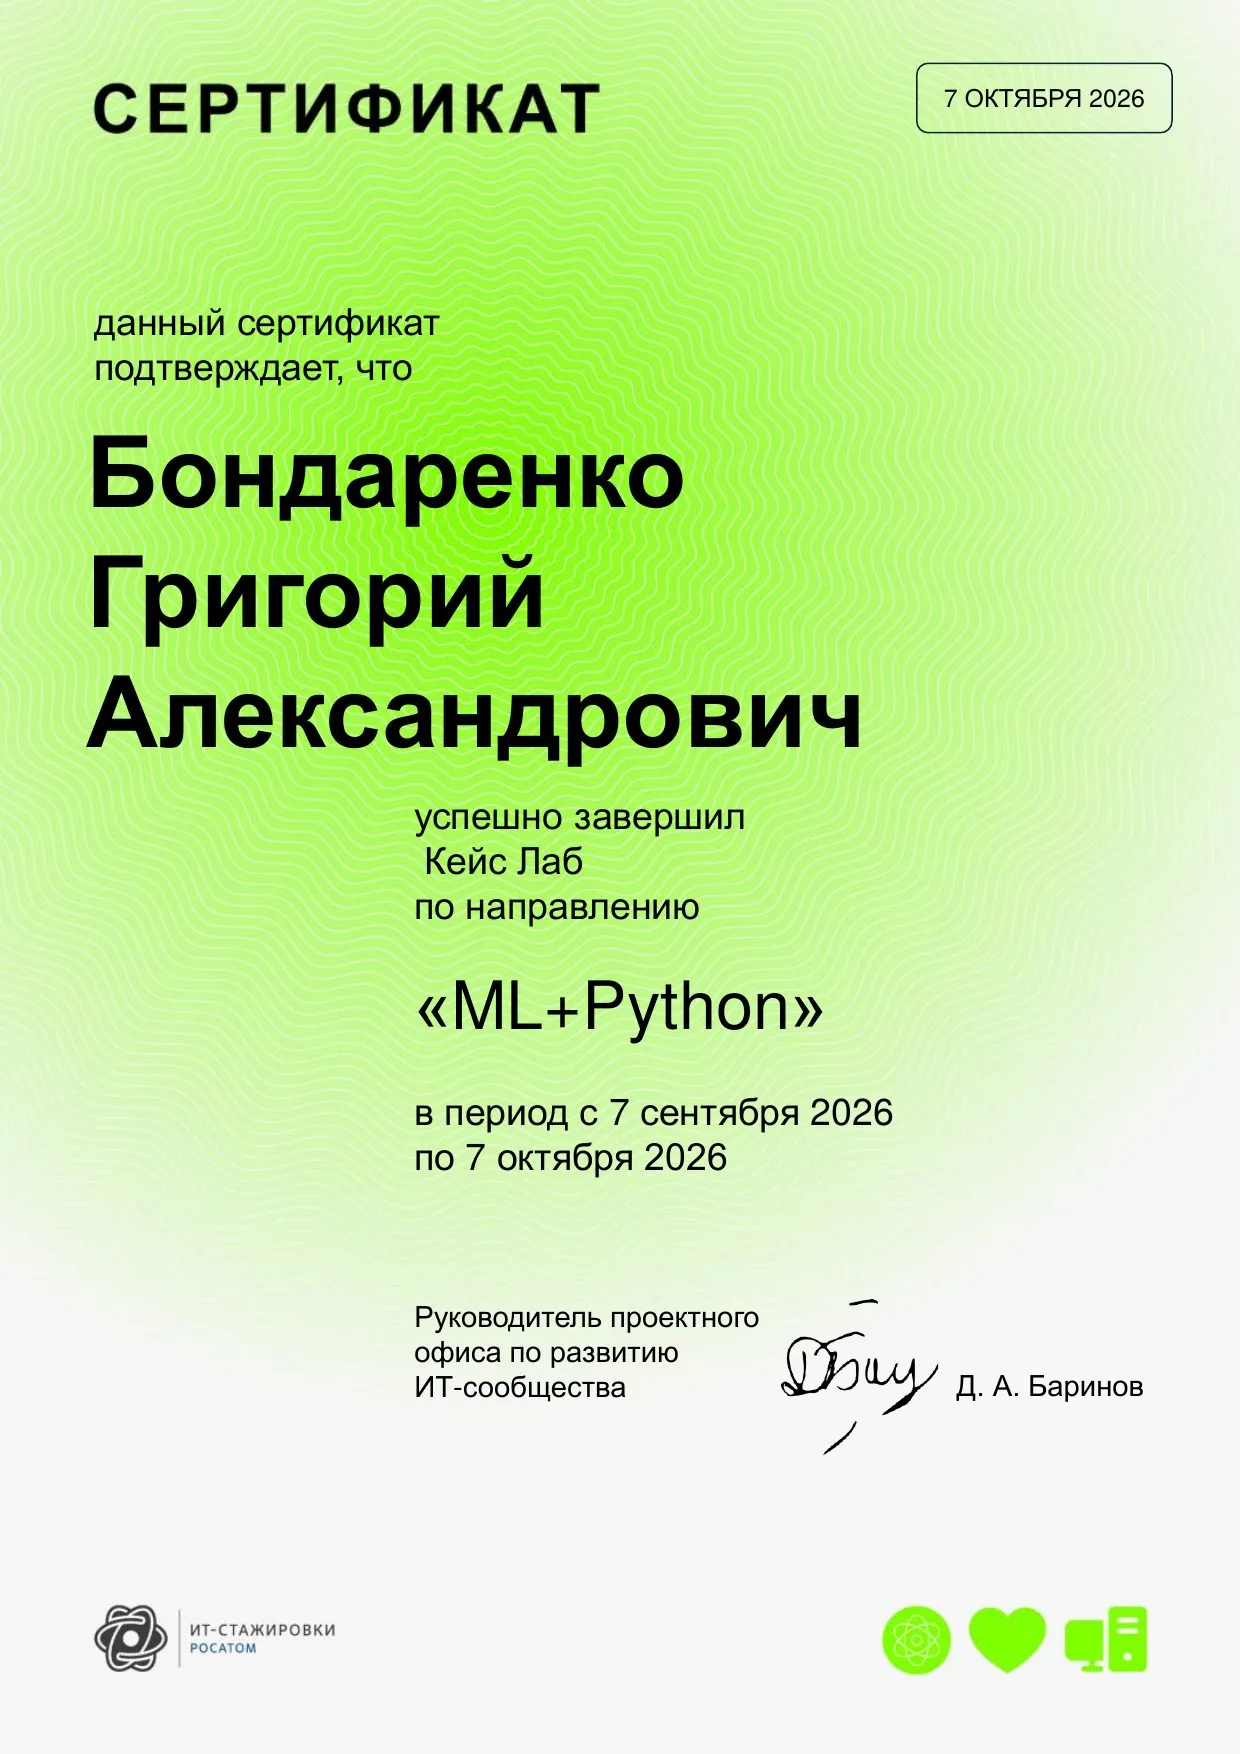 СЕРТИФИКАТ
7 ОКТЯБРЯ 2026
данный сертификат
подтверждает, что
Бондаренко
Григорий
Александрович
успешно завершил
Кейс Лаб
по направлению
«ML+Python»
в период с 7 сентября 2026
по 7 октября 2026
Руководитель проектного
офиса по развитию
ИТ-сообщества
Д. А. Баринов
ИТ-СТАЖИРОВКИ
РОСАТОМ